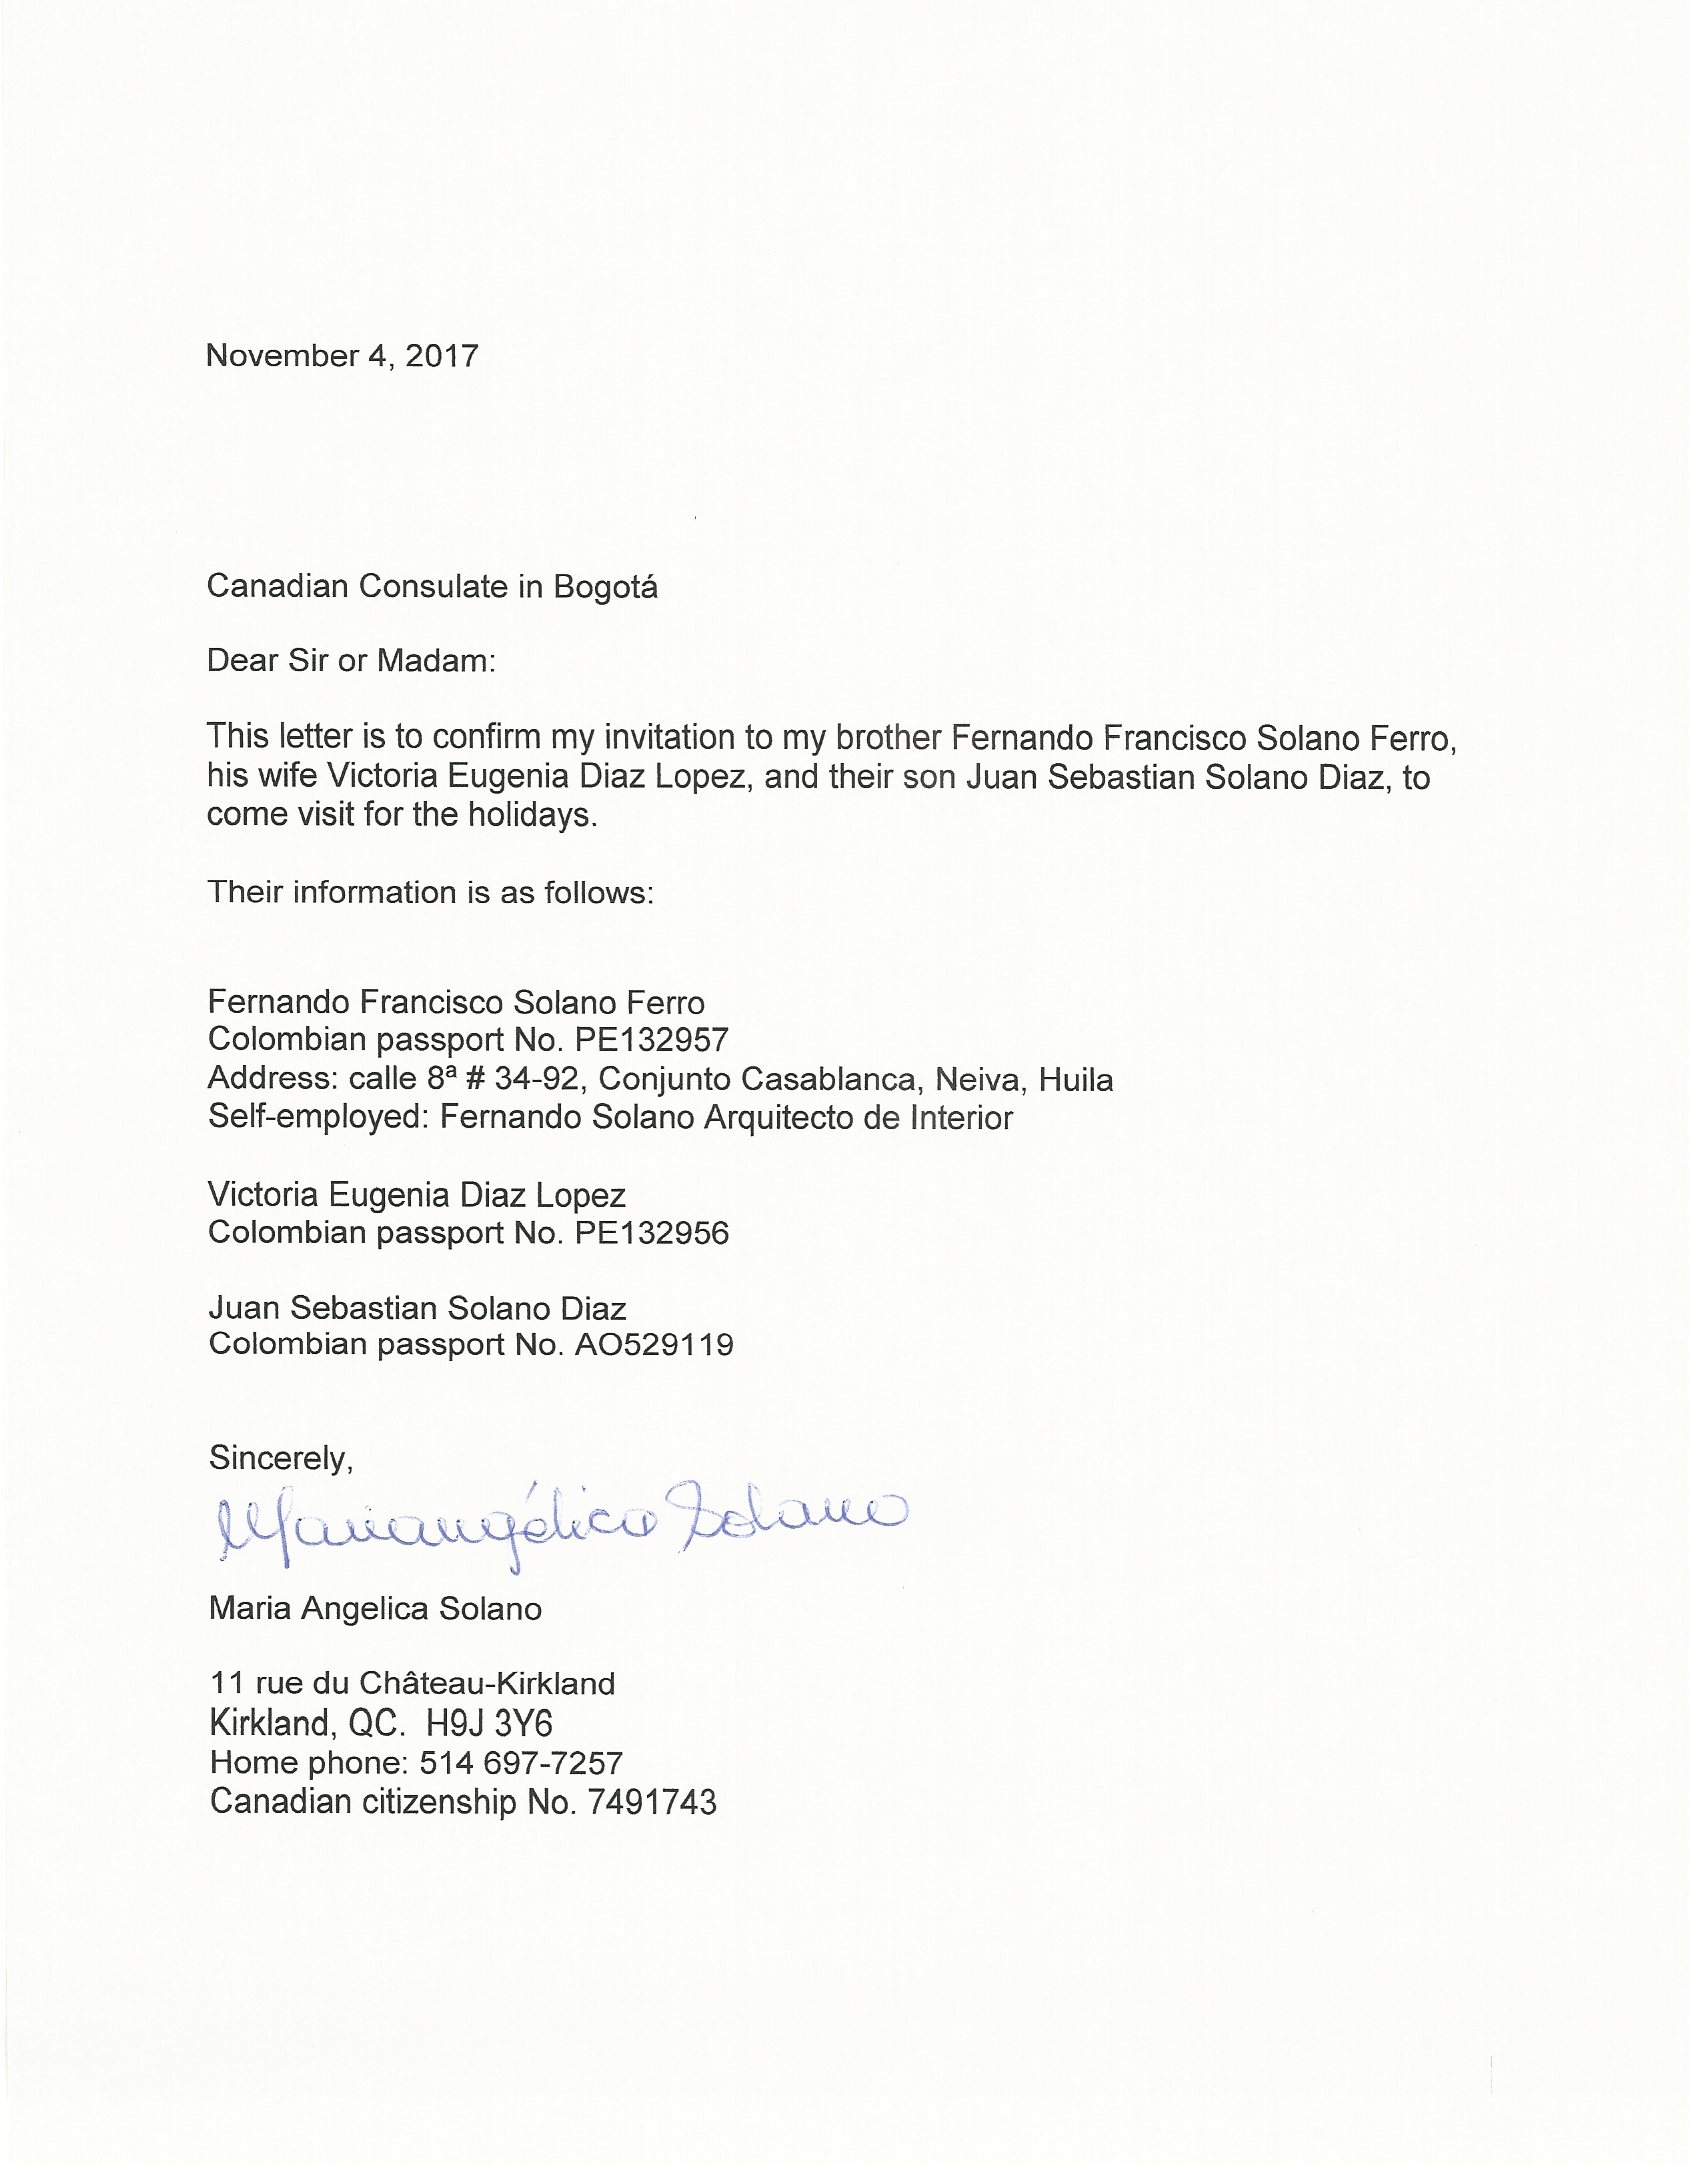 November 4, 2017
Canadian Consulate in Bogotá
Dear Sir or Madam:
This letter is to confirm my invitation to my brother Fernando Francisco Solano Ferro,
his wife Victoria Eugenia Diaz Lopez, and their son Juan Sebastian Solano Diaz, to
come visit for the holidays.
Their information is as follows:
Fernando Francisco Solano Ferro
Colombian passport No. PE132957
Address: calle 8ª # 34-92, Conjunto Casablanca, Neiva, Huila
Self-employed: Fernando Solano Arquitecto de Interior
Victoria Eugenia Diaz Lopez
Colombian passport No. PE132956
Juan Sebastian Solano Diaz
Colombian passport No. AO529119
Sincerely,
Mariangélica Solano
Maria Angelica Solano
11 rue du Château-Kirkland
Kirkland, QC.  H9J 3Y6
Home phone: 514 697-7257
Canadian citizenship No. 7491743